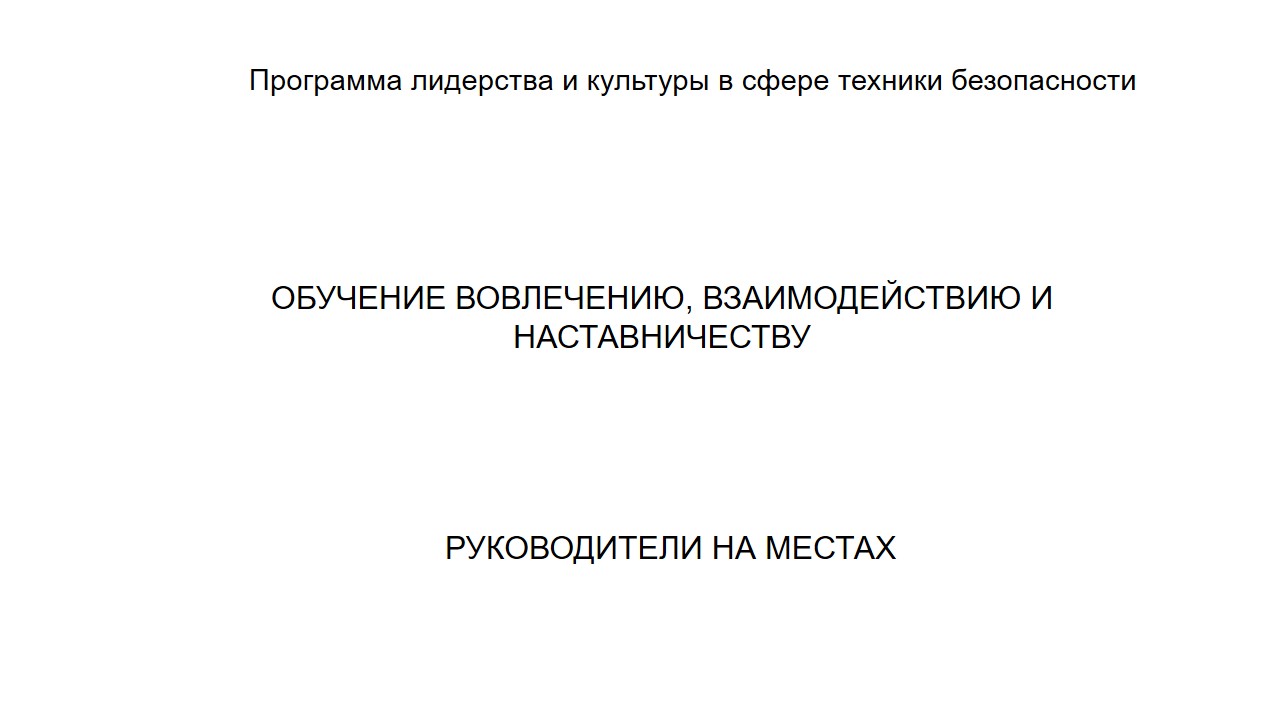 Программа лидерства и культуры в сфере техники безопасности
ОБУЧЕНИЕ ВОВЛЕЧЕНИЮ, ВЗАИМОДЕЙСТВИЮ И
НАСТАВНИЧЕСТВУ
РУКОВОДИТЕЛИ НА МЕСТАХ